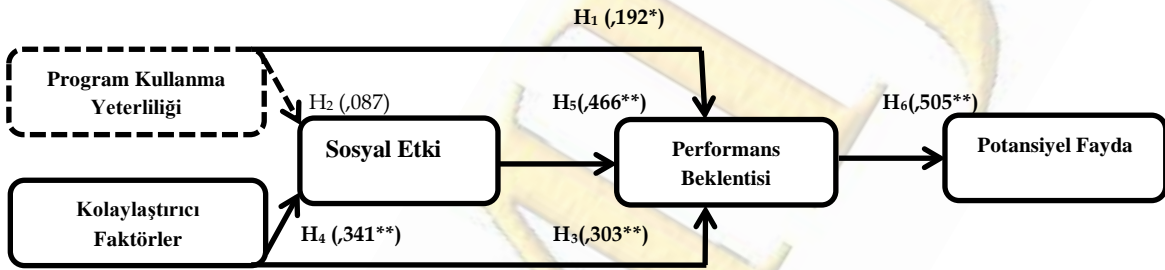 H₁ (,192*)
Program Kullanma
Yeterliliği
H₂ (,087)
H₅(,466**)
H₆(,505**)
Sosyal Etki
Performans
Beklentisi
Potansiyel Fayda
Kolaylaştırıcı
Faktörler
H₄ (,341**)
H₃(,303**)